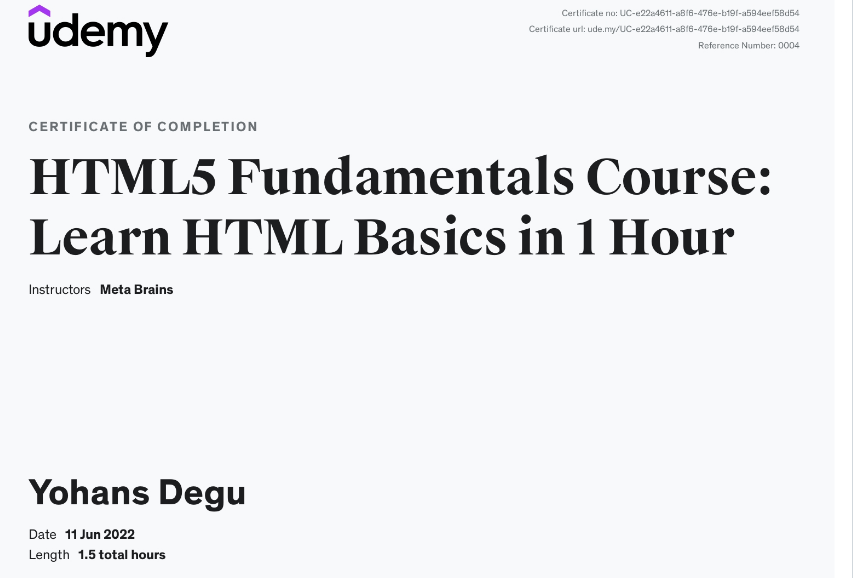 udemy
Certificate no: UC-e22a4611-a8f6-476e-b19f-a594eef58d54
Certificate url: ude.my/UC-e22a4611-a8f6-476e-b19f-a594eef58d54
Reference Number: 0004
CERTIFICATE OF COMPLETION
HTML5 Fundamentals Course:
Learn HTML Basics in 1 Hour
Instructors Meta Brains
Yohans Degu
Date 11 Jun 2022
Length 1.5 total hours